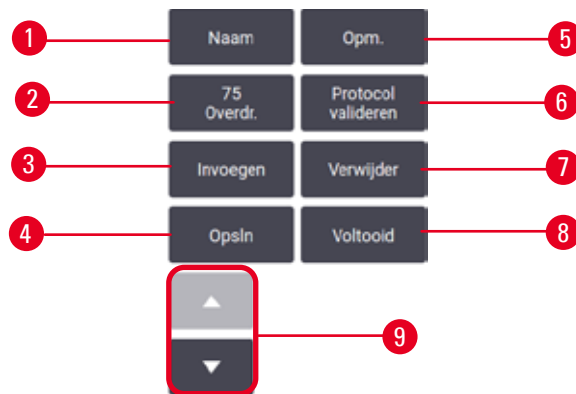 1
Naam
Opm.
5
2
75
Overdr.
Protocol
valideren
6
3
Invoegen
Verwijder
7
4
Opsln
Voltooid
8
9